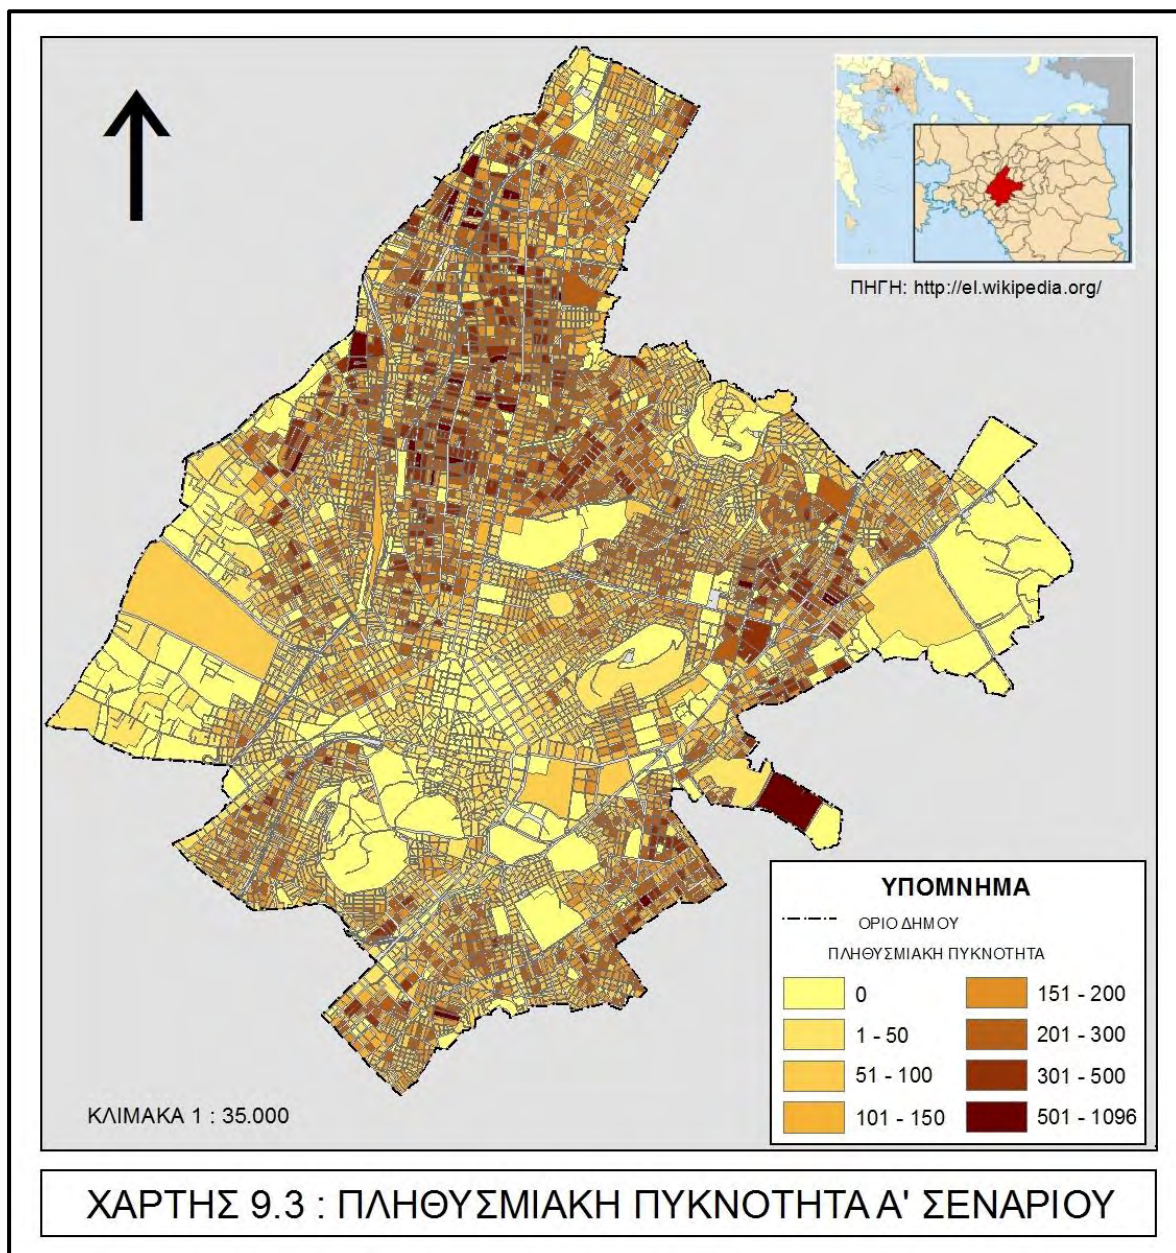 ΠΗΓΗ: http://el.wikipedia.org/
ΥΠΟΜΝΗΜΑ
ΟΡΙΟ ΔΗΜΟΥ
ΠΛΗΘΥΣΜΙΑΚΗ ΠΥΚΝΟΤΗΤΑ
0
1 - 50
51 - 100
101 - 150
151 - 200
201 - 300
301 - 500
501 - 1096
ΚΛΙΜΑΚΑ 1 : 35.000
ΧΑΡΤΗΣ 9.3 : ΠΛΗΘΥΣΜΙΑΚΗ ΠΥΚΝΟΤΗΤΑ Α' ΣΕΝΑΡΙΟΥ